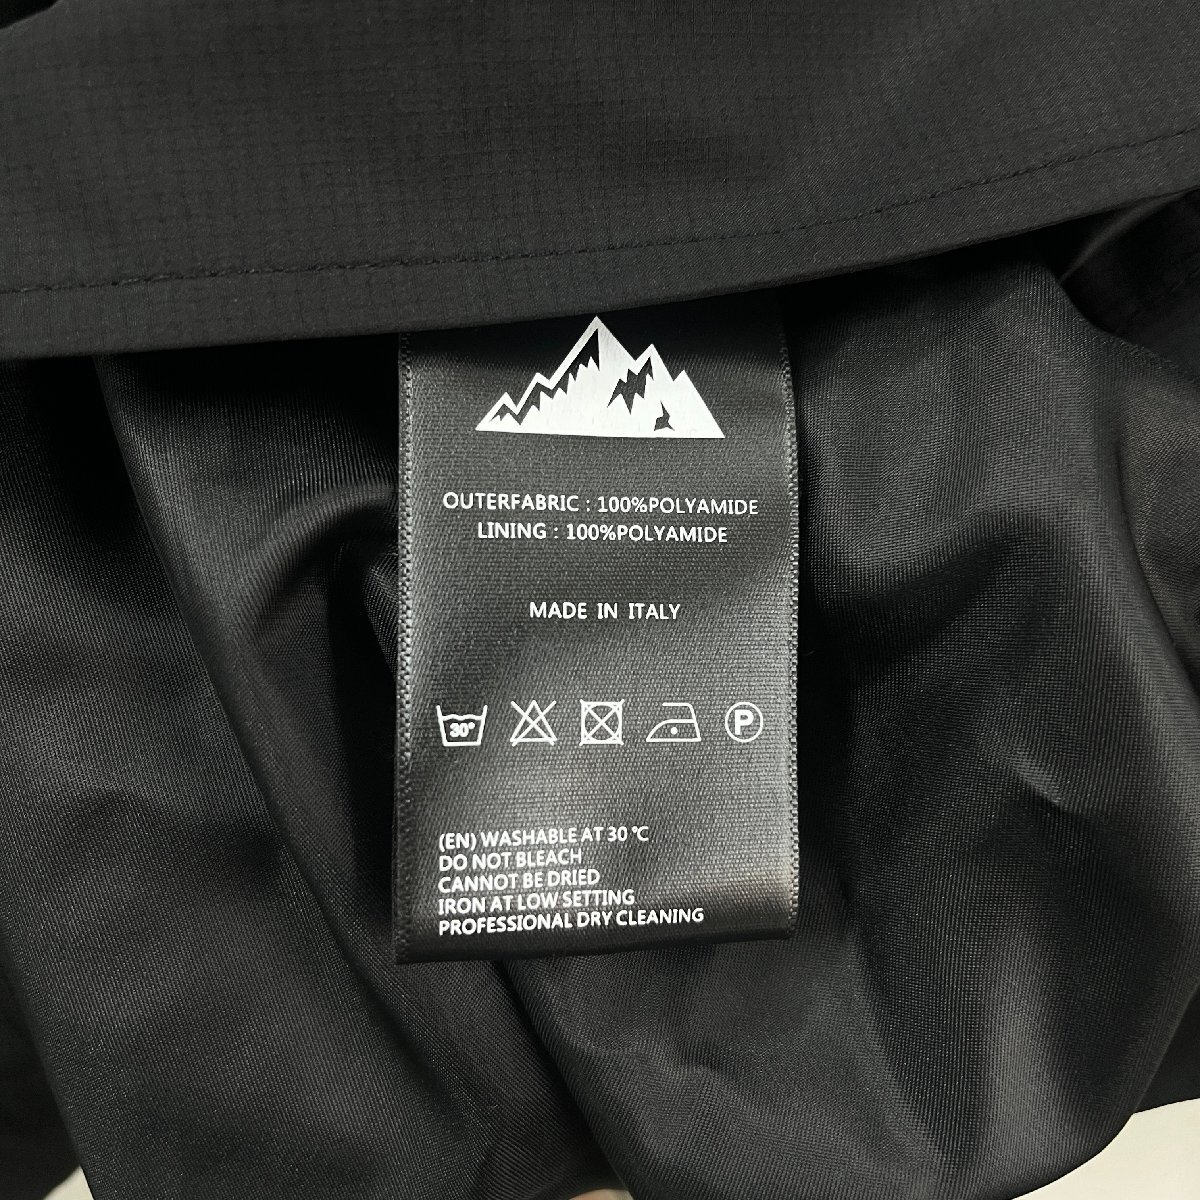 OUTERFABRIC : 100%POLYAMIDE
LINING : 100%POLYAMIDE
MADE IN ITALY
30° P
(EN) WASHABLE AT 30 ℃
DO NOT BLEACH
CANNOT BE DRIED
IRON AT LOW SETTING
PROFESSIONAL DRY CLEANING